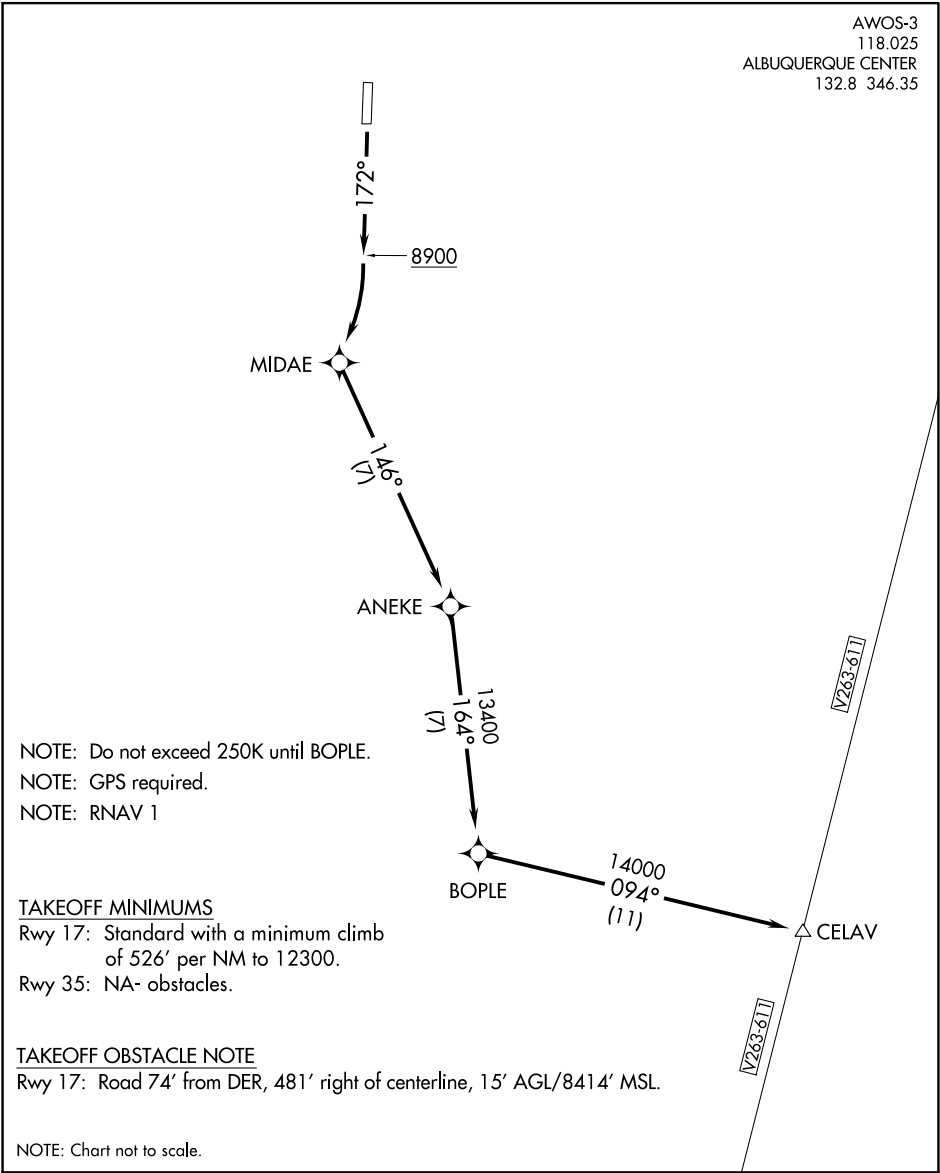 AWOS-3
118.025
ALBUQUERQUE CENTER
132.8 346.35
172°
8900
MIDAE
146°
(7)
ANEKE
13400
164°
(7)
V263-611
NOTE: Do not exceed 250K until BOPLE.
NOTE: GPS required.
NOTE: RNAV 1
BOPLE
14000
094°
(11)
CELAV
TAKEOFF MINIMUMS
Rwy 17: Standard with a minimum climb
of 526' per NM to 12300.
Rwy 35: NA- obstacles.
V263-611
TAKEOFF OBSTACLE NOTE
Rwy 17: Road 74' from DER, 481' right of centerline, 15' AGL/8414' MSL.
NOTE: Chart not to scale.